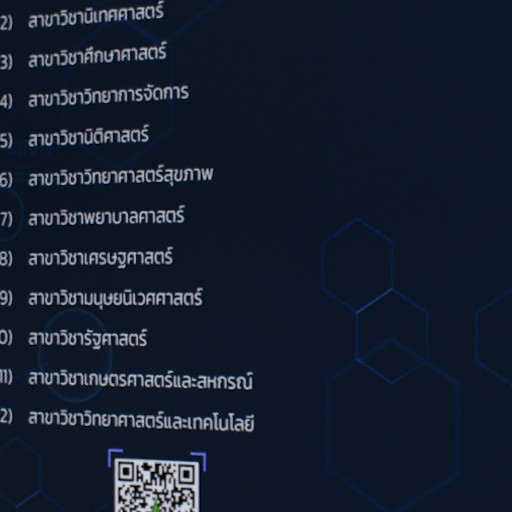 2) สาขาวิชานิเทศศาสตร์
3) สาขาวิชาศึกษาศาสตร์
4) สาขาวิชาวิทยาการจัดการ
5) สาขาวิชานิติศาสตร์
6) สาขาวิชาวิทยาศาสตร์สุขภาพ
7) สาขาวิชาพยาบาลศาสตร์
8) สาขาวิชาเศรษฐศาสตร์
9) สาขาวิชามนุษยนิเวศศาสตร์
0) สาขาวิชารัฐศาสตร์
11) สาขาวิชาเกษตรศาสตร์และสหกรณ์
2) สาขาวิชาวิทยาศาสตร์และเทคโนโลยี